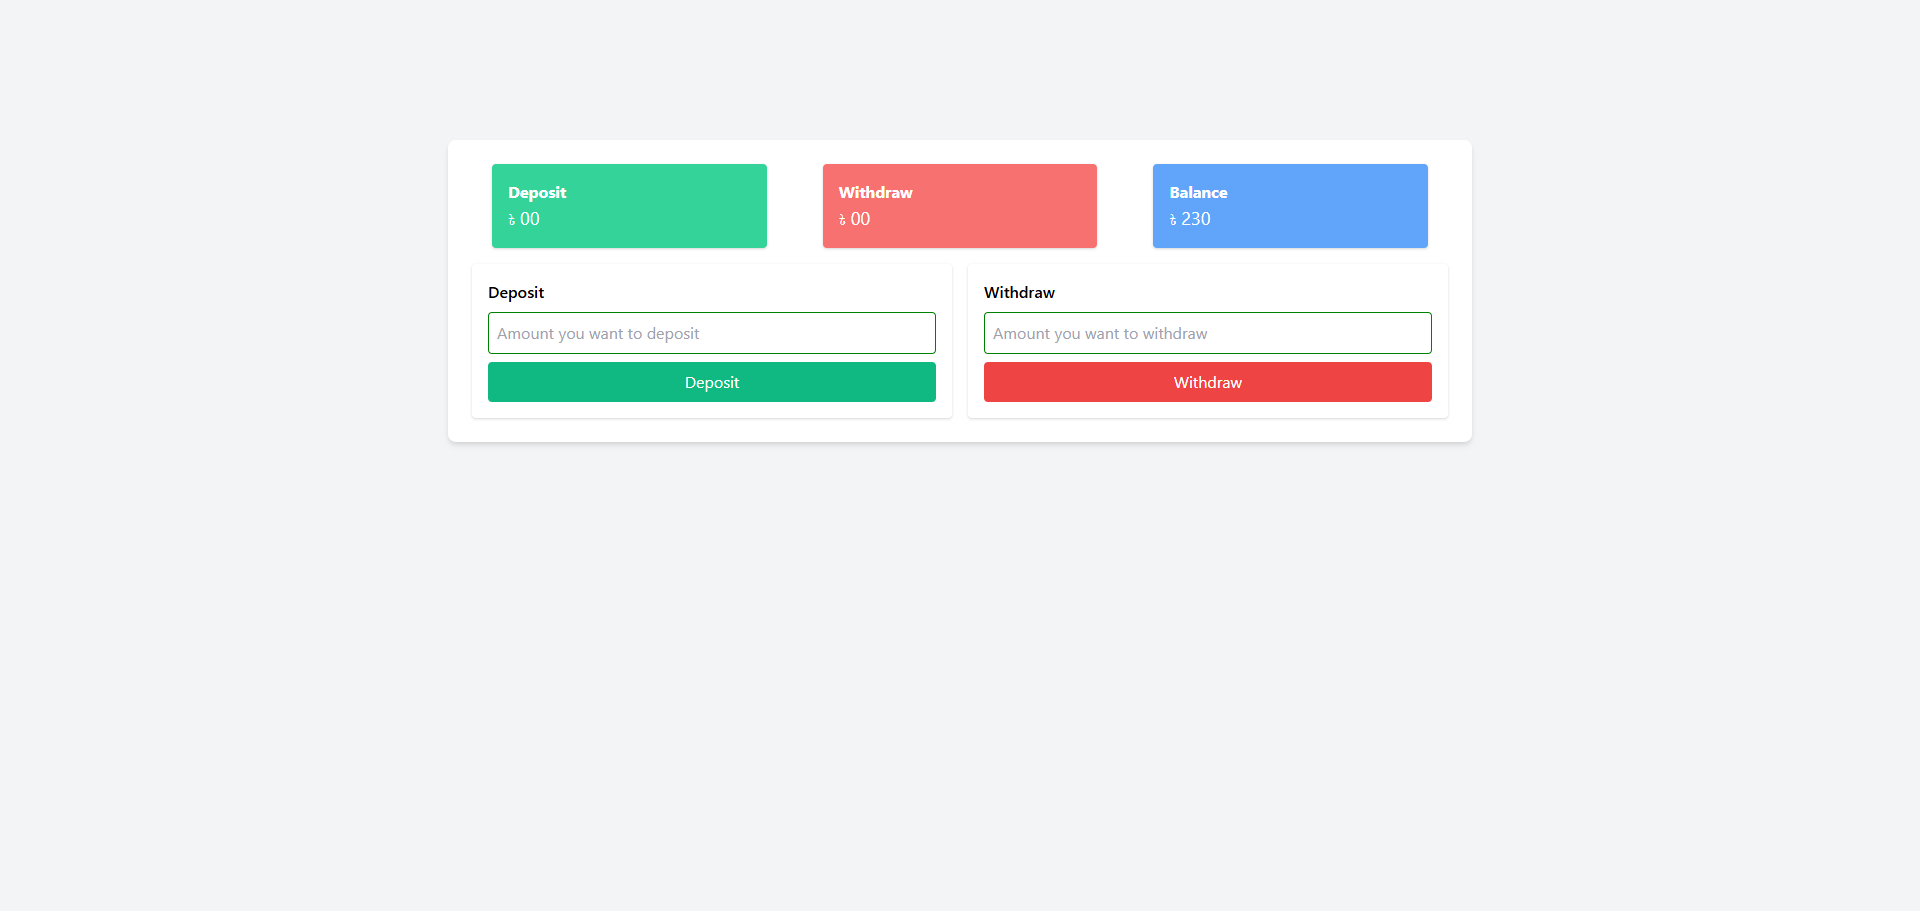 Deposit
৳ 00
Withdraw
৳ 00
Balance
৳ 230
Deposit
Amount you want to deposit
Deposit
Withdraw
Amount you want to withdraw
Withdraw